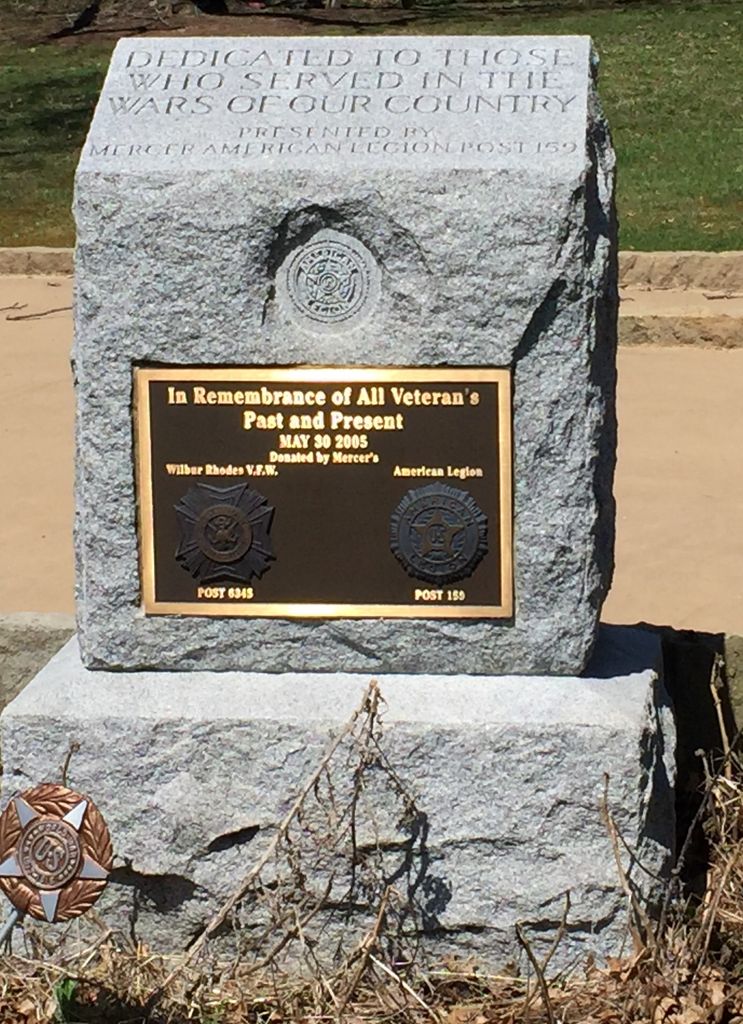 DEDICATED TO THOSE
WHO SERVED IN THE
WARS OF OUR COUNTRY
PRESENTED BY
MERCER AMERICAN LEGION POST 159
In Remembrance of All Veteran's
Past and Present
MAY 30 2005
Donated by Mercer's
Wilbur Rhodes V.F.W.
American Legion
POST 6345
POST 159
US